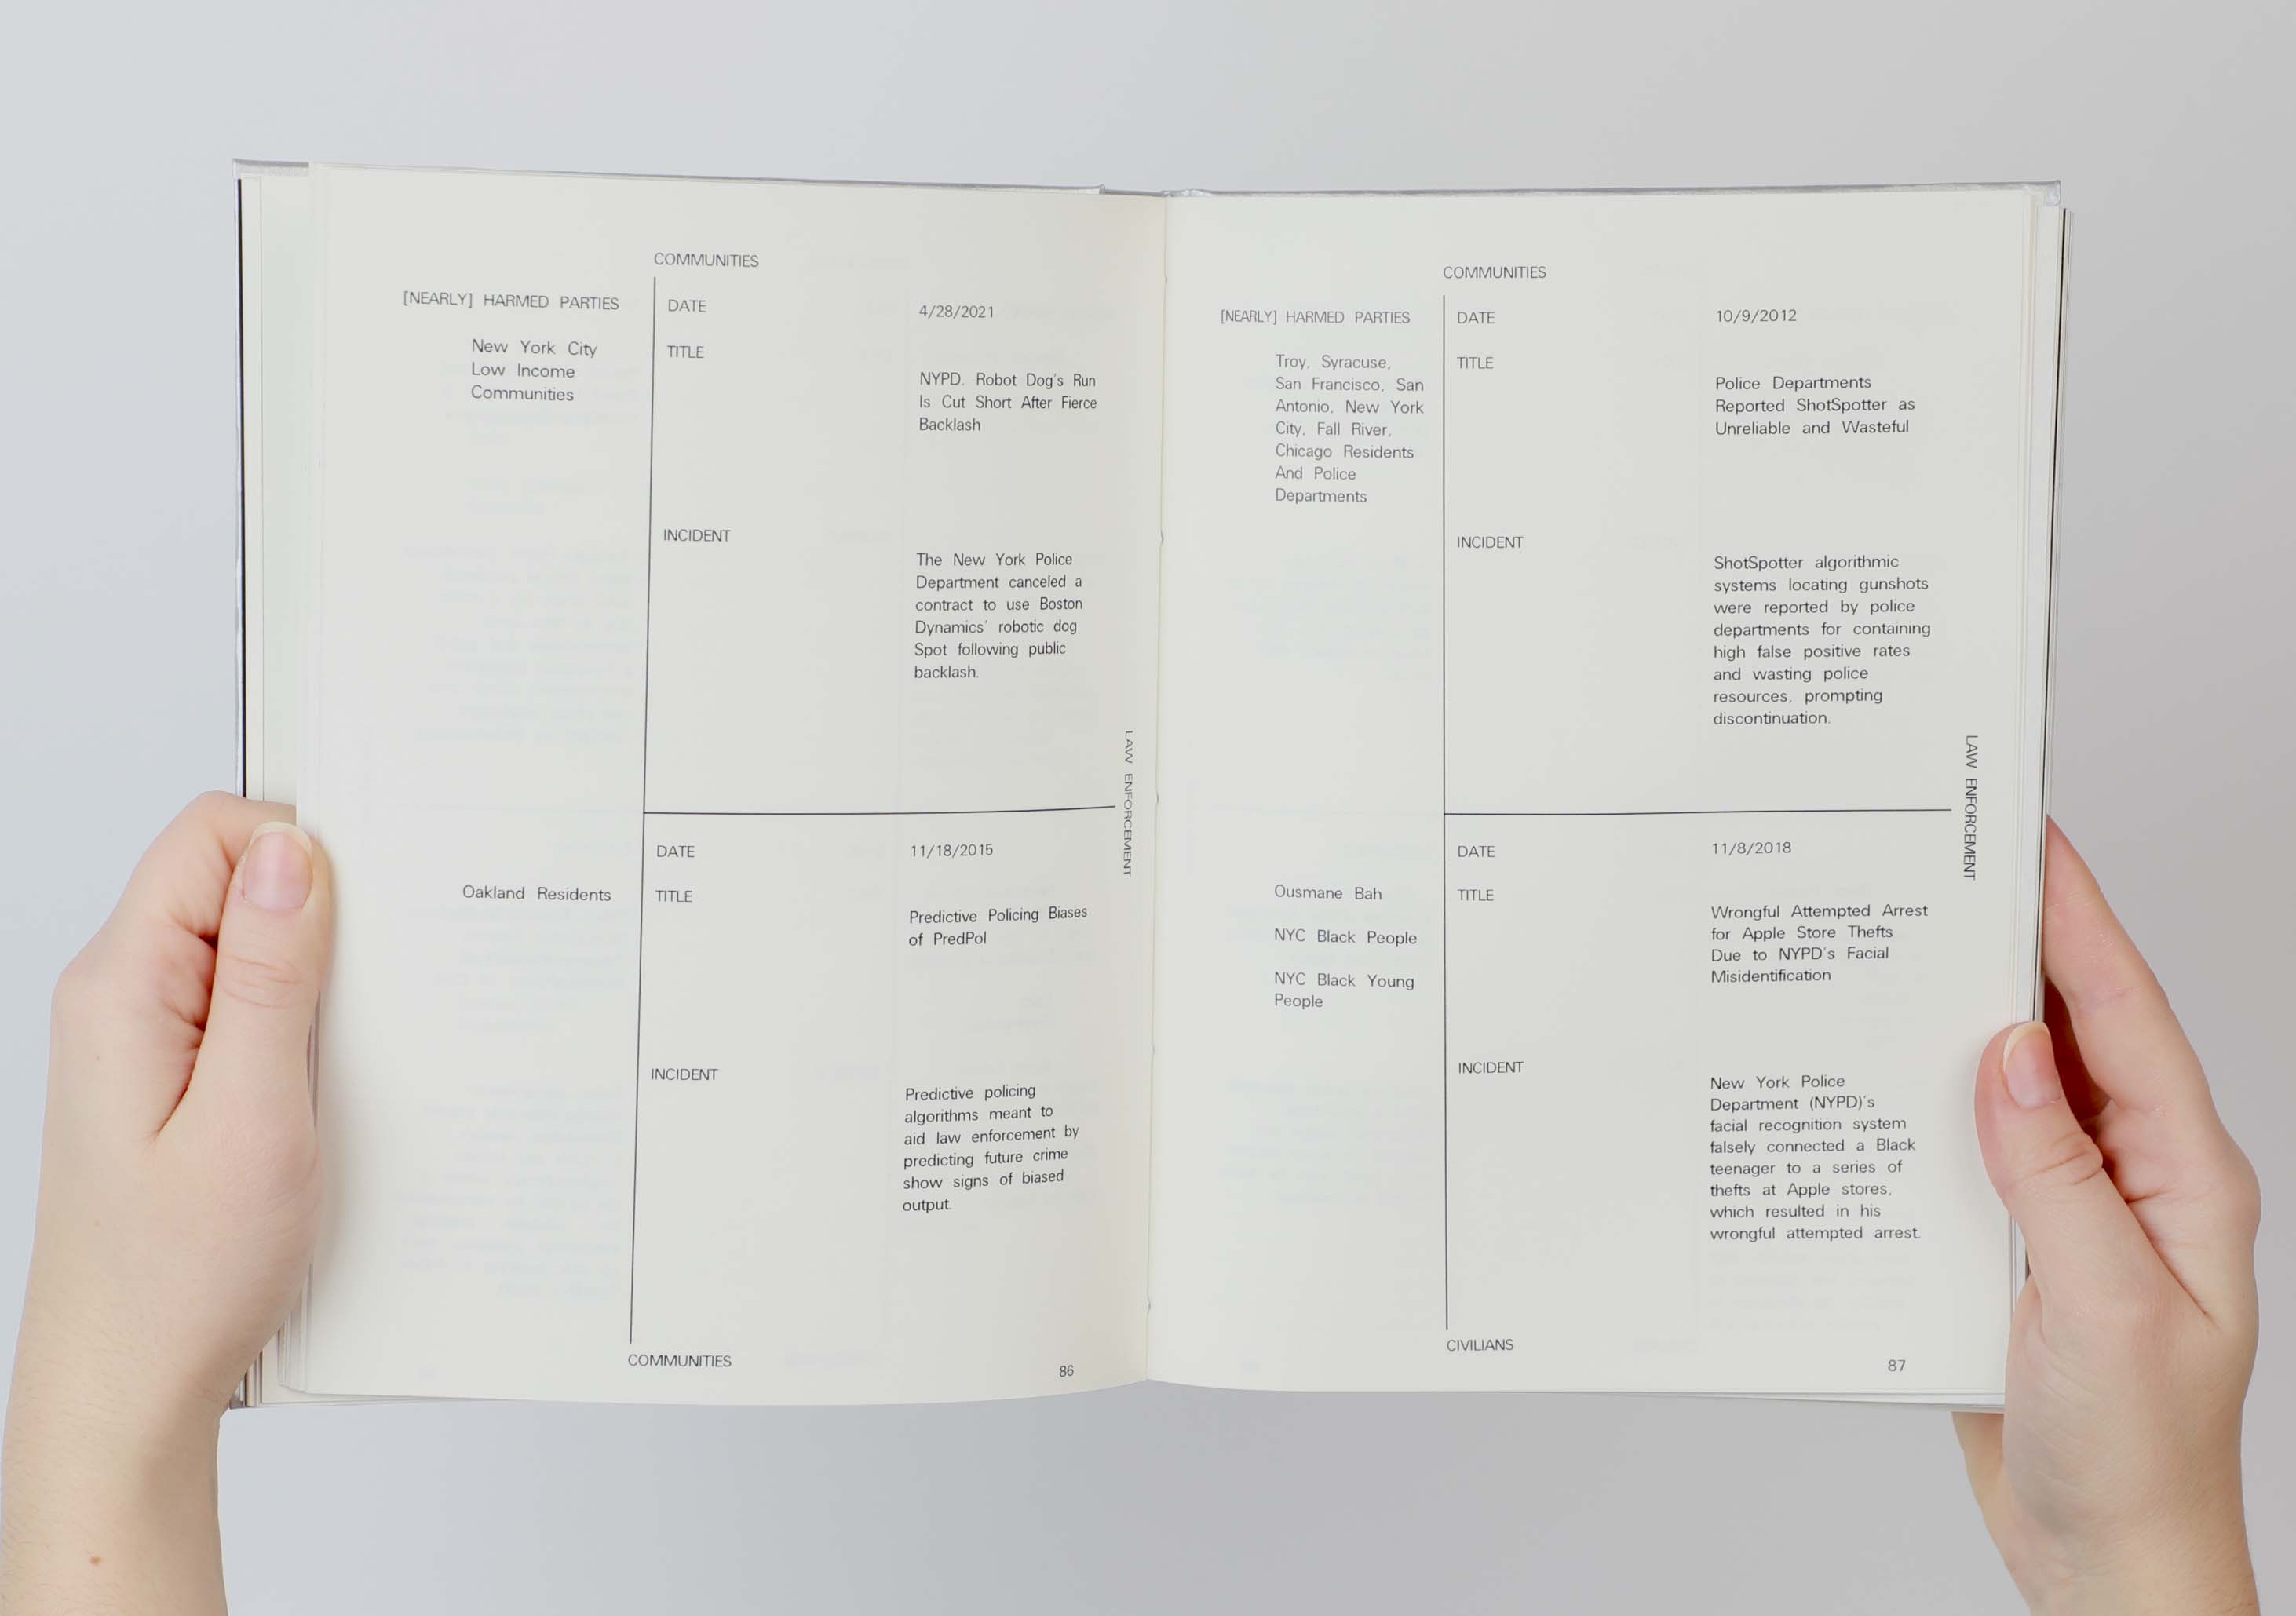 COMMUNITIES
[NEARLY] HARMED PARTIES
New York City
Low Income
Communities
DATE
4/28/2021
TITLE
NYPD. Robot Dog's Run
Is Cut Short After Fierce
Backlash
INCIDENT
The New York Police
Department canceled a
contract to use Boston
Dynamics' robotic dog
Spot following public
backlash.
LAW ENFORCEMENT
Oakland Residents
DATE
11/18/2015
TITLE
Predictive Policing Biases
of PredPol
INCIDENT
Predictive policing
algorithms meant to
aid law enforcement by
predicting future crime
show signs of biased
output.
COMMUNITIES
86
COMMUNITIES
[NEARLY] HARMED PARTIES
Troy, Syracuse,
San Francisco, San
Antonio, New York
City, Fall River,
Chicago Residents
And Police
Departments
DATE
10/9/2012
TITLE
Police Departments
Reported ShotSpotter as
Unreliable and Wasteful
INCIDENT
ShotSpotter algorithmic
systems locating gunshots
were reported by police
departments for containing
high false positive rates
and wasting police
resources, prompting
discontinuation.
LAW ENFORCEMENT
Ousmane Bah
NYC Black People
NYC Black Young
People
DATE
11/8/2018
TITLE
Wrongful Attempted Arrest
for Apple Store Thefts
Due to NYPD's Facial
Misidentification
INCIDENT
New York Police
Department (NYPD)'s
facial recognition system
falsely connected a Black
teenager to a series of
thefts at Apple stores,
which resulted in his
wrongful attempted arrest.
CIVILIANS
87